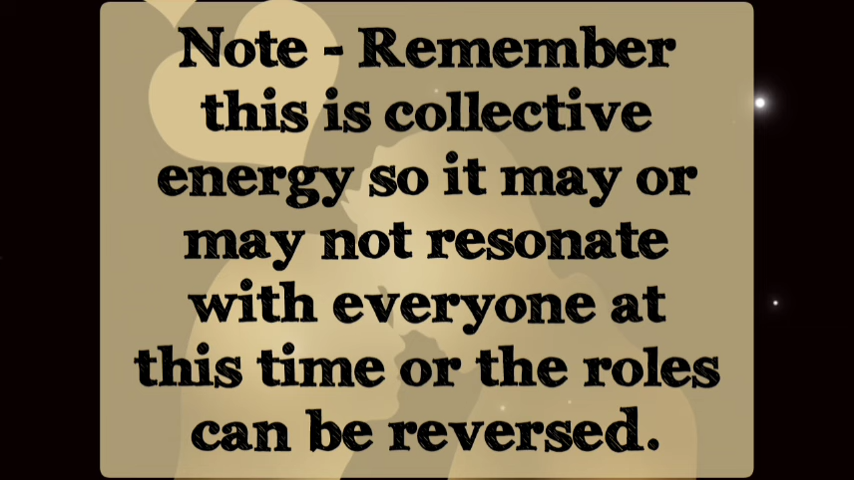 Note - Remember
this is collective
energy so it may or
may not resonate
with everyone at
this time or the roles
can be reversed.